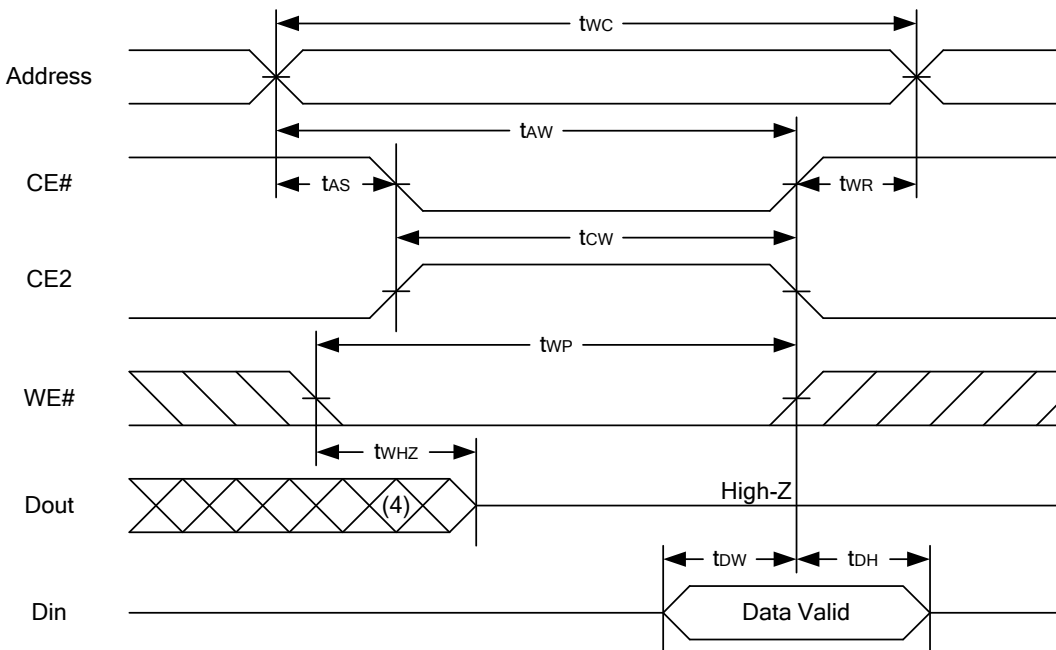 tWC
Address
tAW
CE#
tAS
tWR
tCW
CE2
tWP
WE#
tWHZ
Dout
(4)
High-Z
tDW
tDH
Din
Data Valid